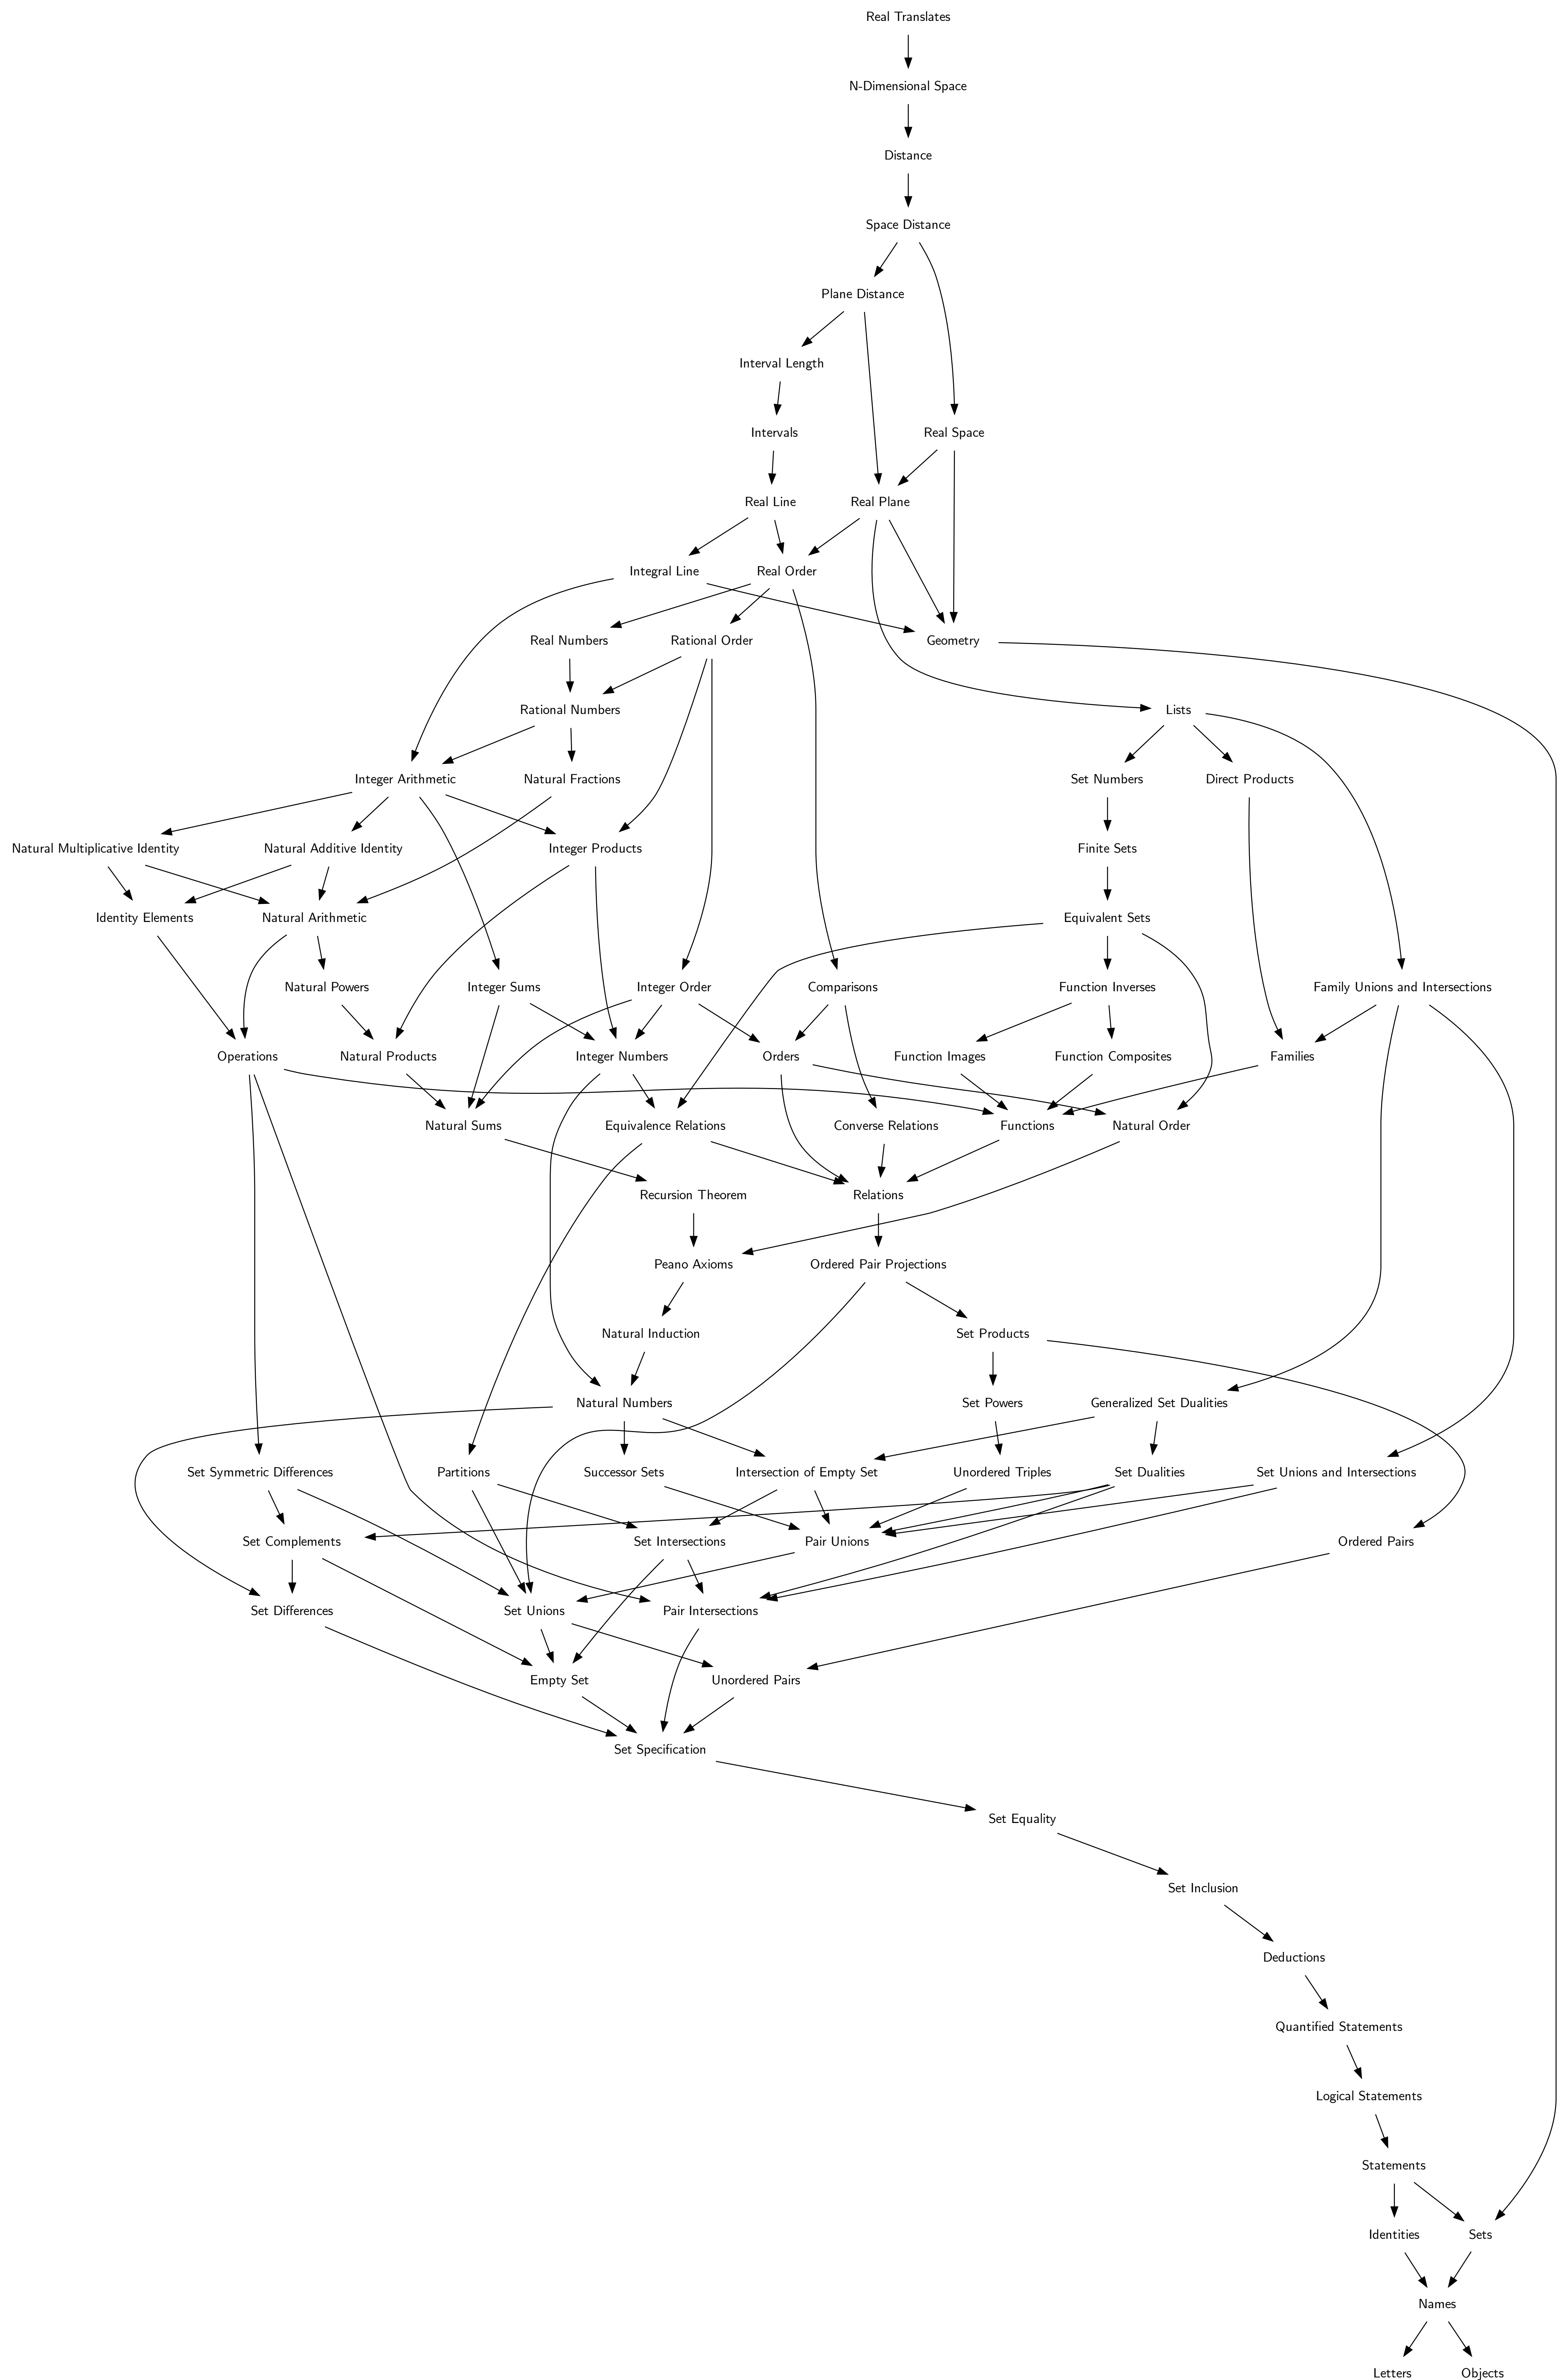 Real Translates
N-Dimensional Space
Distance
Space Distance
Plane Distance
Interval Length
Intervals
Real Space
Real Line
Real Plane
Integral Line
Real Order
Real Numbers
Rational Order
Geometry
Rational Numbers
Lists
Integer Arithmetic
Natural Fractions
Set Numbers
Direct Products
Natural Multiplicative Identity
Natural Additive Identity
Integer Products
Finite Sets
Identity Elements
Natural Arithmetic
Equivalent Sets
Natural Powers
Integer Sums
Integer Order
Comparisons
Function Inverses
Family Unions and Intersections
Operations
Natural Products
Integer Numbers
Orders
Function Images
Function Composites
Families
Natural Sums
Equivalence Relations
Converse Relations
Functions
Natural Order
Recursion Theorem
Relations
Peano Axioms
Ordered Pair Projections
Natural Induction
Set Products
Natural Numbers
Set Powers
Generalized Set Dualities
Set Symmetric Differences
Partitions
Successor Sets
Intersection of Empty Set
Unordered Triples
Set Dualities
Set Unions and Intersections
Set Complements
Set Intersections
Pair Unions
Ordered Pairs
Set Differences
Set Unions
Pair Intersections
Empty Set
Unordered Pairs
Set Specification
Set Equality
Set Inclusion
Deductions
Quantified Statements
Logical Statements
Statements
Identities
Sets
Names
Letters
Objects